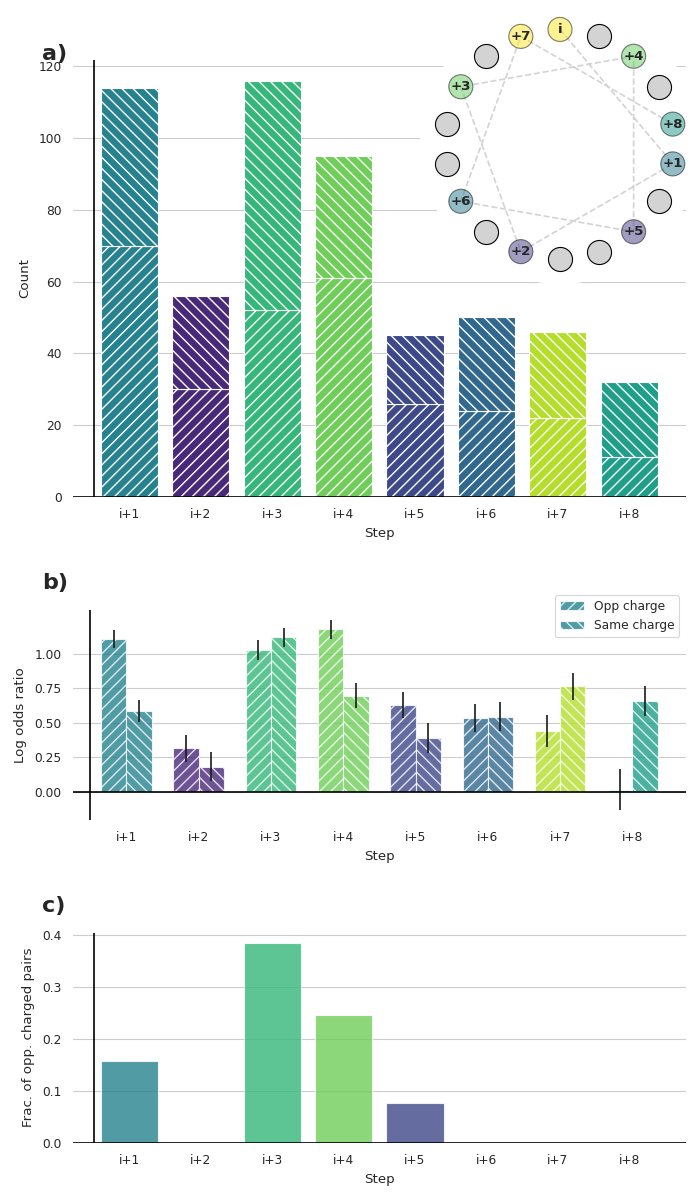 a)
+7 i
+4
+3
+8
+1
+6
+5
+2
120
100
80
60
40
20
0
Count
i+1 i+2 i+3 i+4 i+5 i+6 i+7 i+8
Step
b)
Opp charge
Same charge
1.00
0.75
0.50
0.25
0.00
Log odds ratio
i+1 i+2 i+3 i+4 i+5 i+6 i+7 i+8
Step
c)
0.4
0.3
0.2
0.1
0.0
Frac. of opp. charged pairs
i+1 i+2 i+3 i+4 i+5 i+6 i+7 i+8
Step